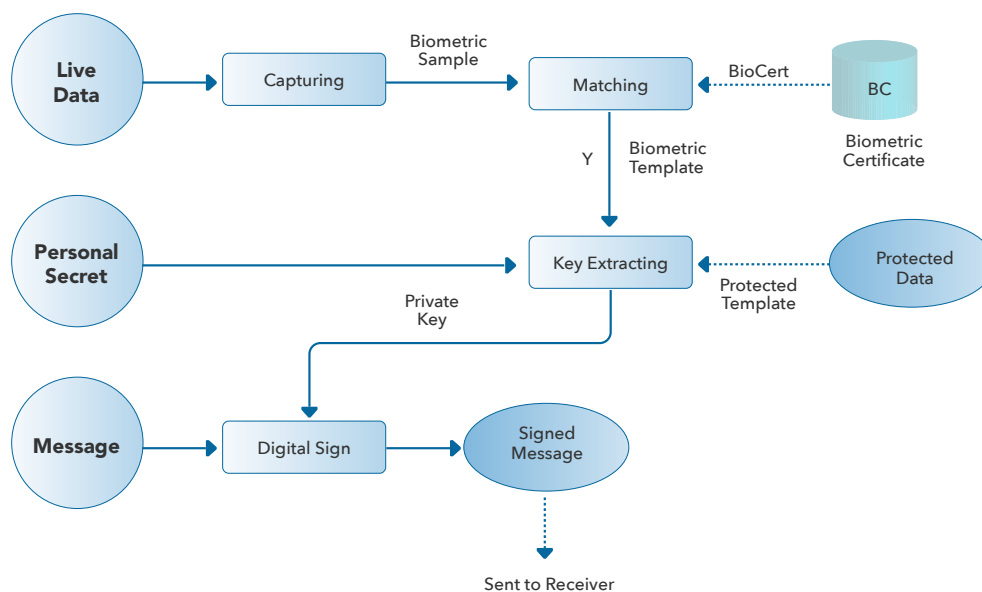 Live
Data
Capturing
Biometric
Sample
Matching
BioCert
BC
Biometric
Certificate
Y
Biometric
Template
Personal
Secret
Key Extracting
Protected
Template
Protected
Data
Private
Key
Message
Digital Sign
Signed
Message
Sent to Receiver